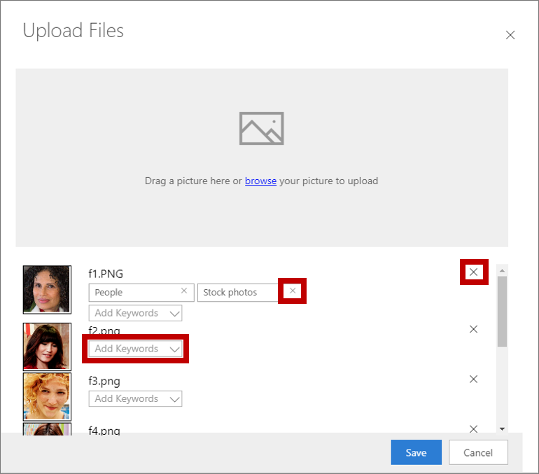 Upload Files
Drag a picture here or browse your picture to upload
f1.PNG
People
Stock photos
Add Keywords
f2.png
Add Keywords
f3.png
Add Keywords
f4.png
Save
Cancel